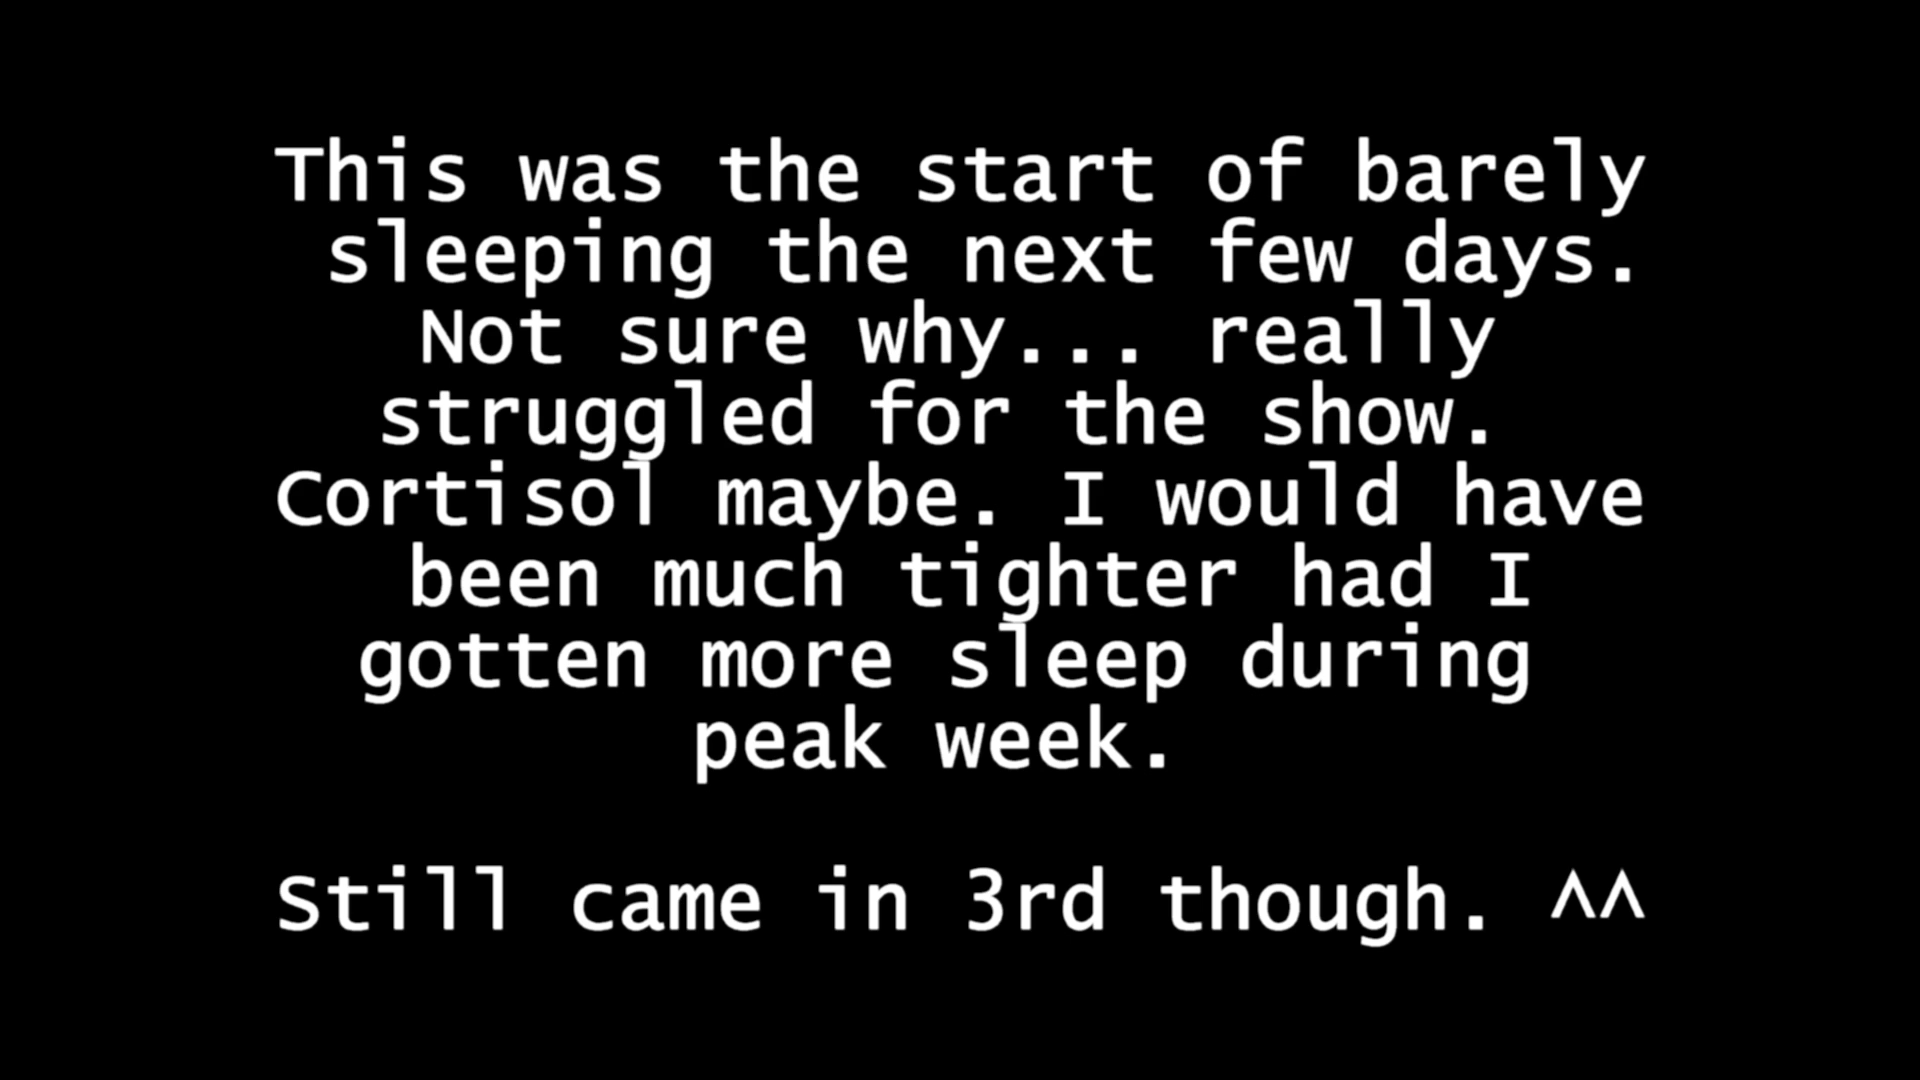 This was the start of barely
sleeping the next few days.
Not sure why... really
struggled for the show.
Cortisol maybe. I would have
been much tighter had I
gotten more sleep during
peak week.
Still came in 3rd though. ^^